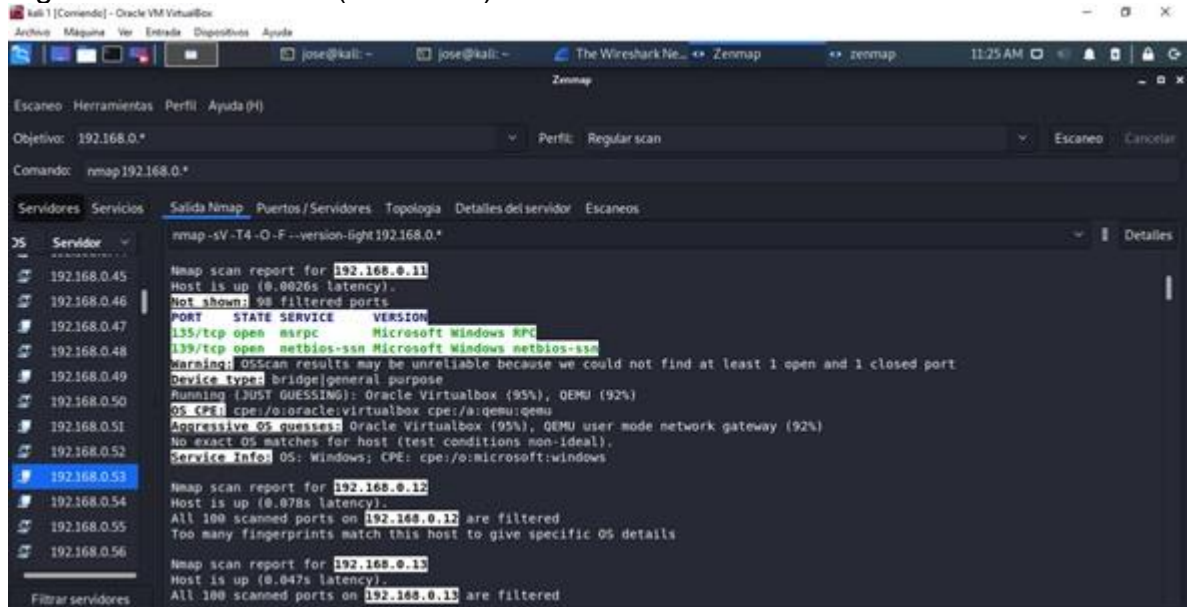 kali 1 [Corriendo] - Oracle VM VirtualBox
Archivo Máquina Ver Entrada Dispositivos Ayuda
jose@kali: ~ jose@kali: ~ The Wireshark Ne... Zenmap zenmap 11:25 AM
Zenmap
Escaneo Herramientas Perfil Ayuda (H)
Objetivo: 192.168.0.* Perfil: Regular scan Escaneo Cancelar
Comando: nmap 192.168.0.*
Servidores Servicios Salida Nmap Puertos / Servidores Topología Detalles del servidor Escaneos
OS Servidor nmap -sV -T4 -O -F --version-light 192.168.0.* Detalles
192.168.0.45
192.168.0.46
192.168.0.47
192.168.0.48
192.168.0.49
192.168.0.50
192.168.0.51
192.168.0.52
192.168.0.53
192.168.0.54
192.168.0.55
192.168.0.56
Filtrar servidores
Nmap scan report for 192.168.0.11
Host is up (0.0026s latency).
Not shown: 98 filtered ports
PORT STATE SERVICE VERSION
135/tcp open msrpc Microsoft Windows RPC
139/tcp open netbios-ssn Microsoft Windows netbios-ssn
Warning: OSScan results may be unreliable because we could not find at least 1 open and 1 closed port
Device type: bridge|general purpose
Running (JUST GUESSING): Oracle Virtualbox (95%), QEMU (92%)
OS CPE: cpe:/o:oracle:virtualbox cpe:/a:qemu:qemu
Aggressive OS guesses: Oracle Virtualbox (95%), QEMU user mode network gateway (92%)
No exact OS matches for host (test conditions non-ideal).
Service Info: OS: Windows; CPE: cpe:/o:microsoft:windows
Nmap scan report for 192.168.0.12
Host is up (0.078s latency).
All 100 scanned ports on 192.168.0.12 are filtered
Too many fingerprints match this host to give specific OS details
Nmap scan report for 192.168.0.13
Host is up (0.047s latency).
All 100 scanned ports on 192.168.0.13 are filtered